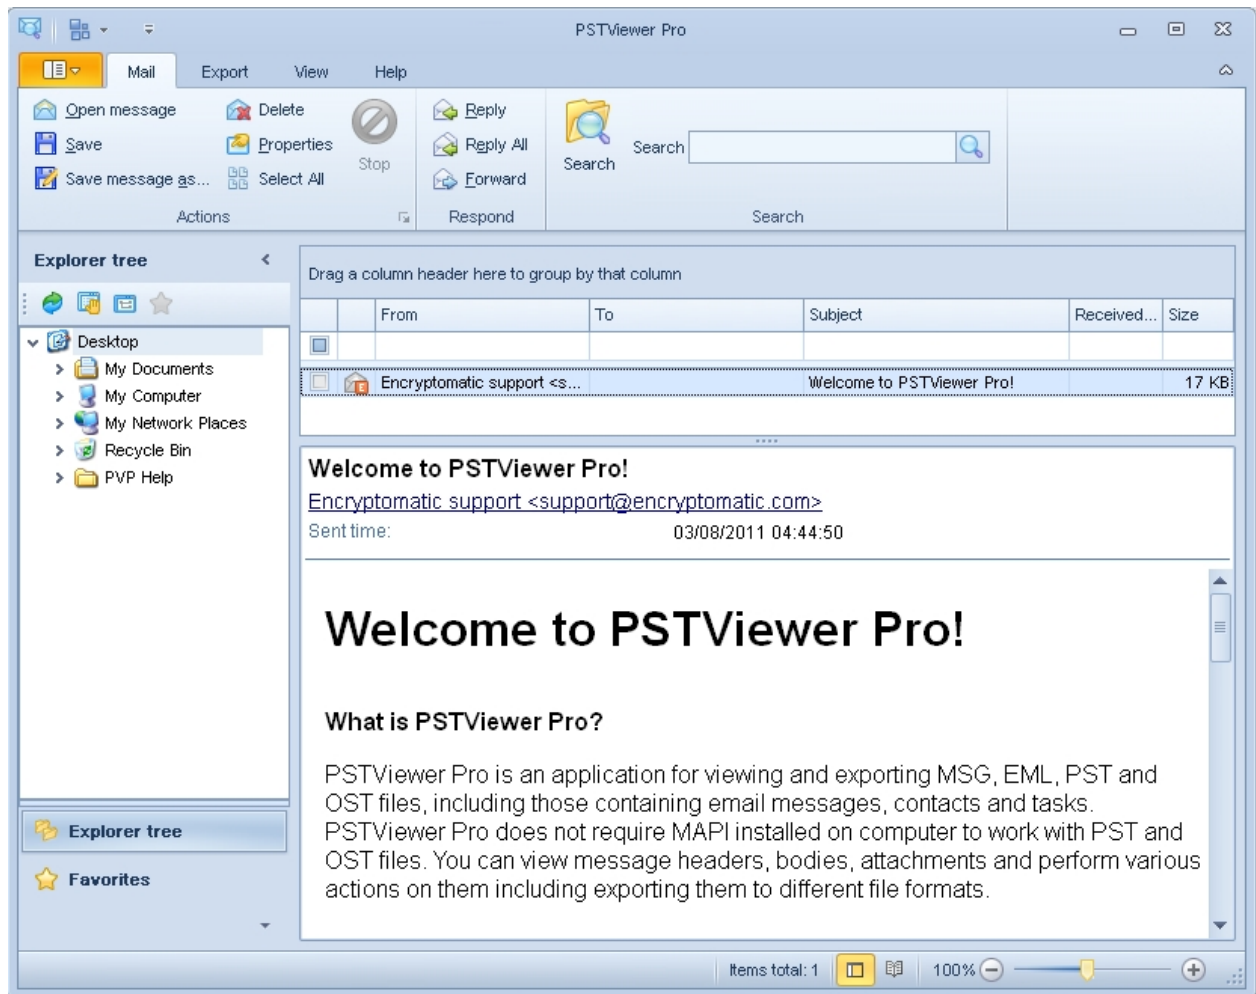 PSTViewer Pro
Mail Export View Help
Open message Delete Reply
Save Properties Reply All Search
Save message as... Select All Stop Forward Search
Actions Respond Search
Explorer tree
Drag a column header here to group by that column
From To Subject Received... Size
Desktop
My Documents
My Computer
My Network Places
Recycle Bin
PVP Help
Encryptomatic support <s... Welcome to PSTViewer Pro! 17 KB
Welcome to PSTViewer Pro!
Encryptomatic support <support@encryptomatic.com>
Sent time: 03/08/2011 04:44:50
Welcome to PSTViewer Pro!
What is PSTViewer Pro?
PSTViewer Pro is an application for viewing and exporting MSG, EML, PST and
OST files, including those containing email messages, contacts and tasks.
PSTViewer Pro does not require MAPI installed on computer to work with PST and
OST files. You can view message headers, bodies, attachments and perform various
actions on them including exporting them to different file formats.
Explorer tree
Favorites
Items total: 1 100%